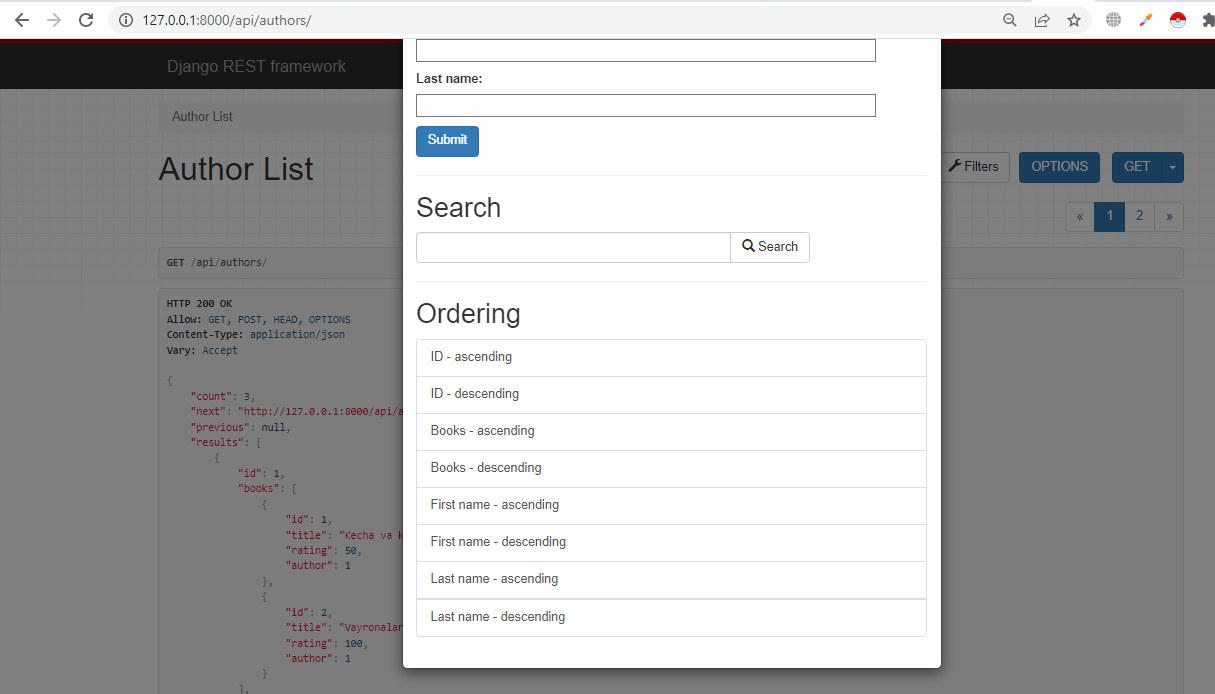 127.0.0.1:8000/api/authors/
Django REST framework
Author List
Author List
Filters
OPTIONS
GET
« 1 2 »
GET /api/authors/
HTTP 200 OK
Allow: GET, POST, HEAD, OPTIONS
Content-Type: application/json
Vary: Accept
{
"count": 3,
"next": "http://127.0.0.1:8000/api/a
"previous": null,
"results": [
{
"id": 1,
"books": [
{
"id": 1,
"title": "Kecha va k
"rating": 50,
"author": 1
},
{
"id": 2,
"title": "Vayronalar
"rating": 100,
"author": 1
}
],
Last name:
Submit
Search
Search
Ordering
ID - ascending
ID - descending
Books - ascending
Books - descending
First name - ascending
First name - descending
Last name - ascending
Last name - descending